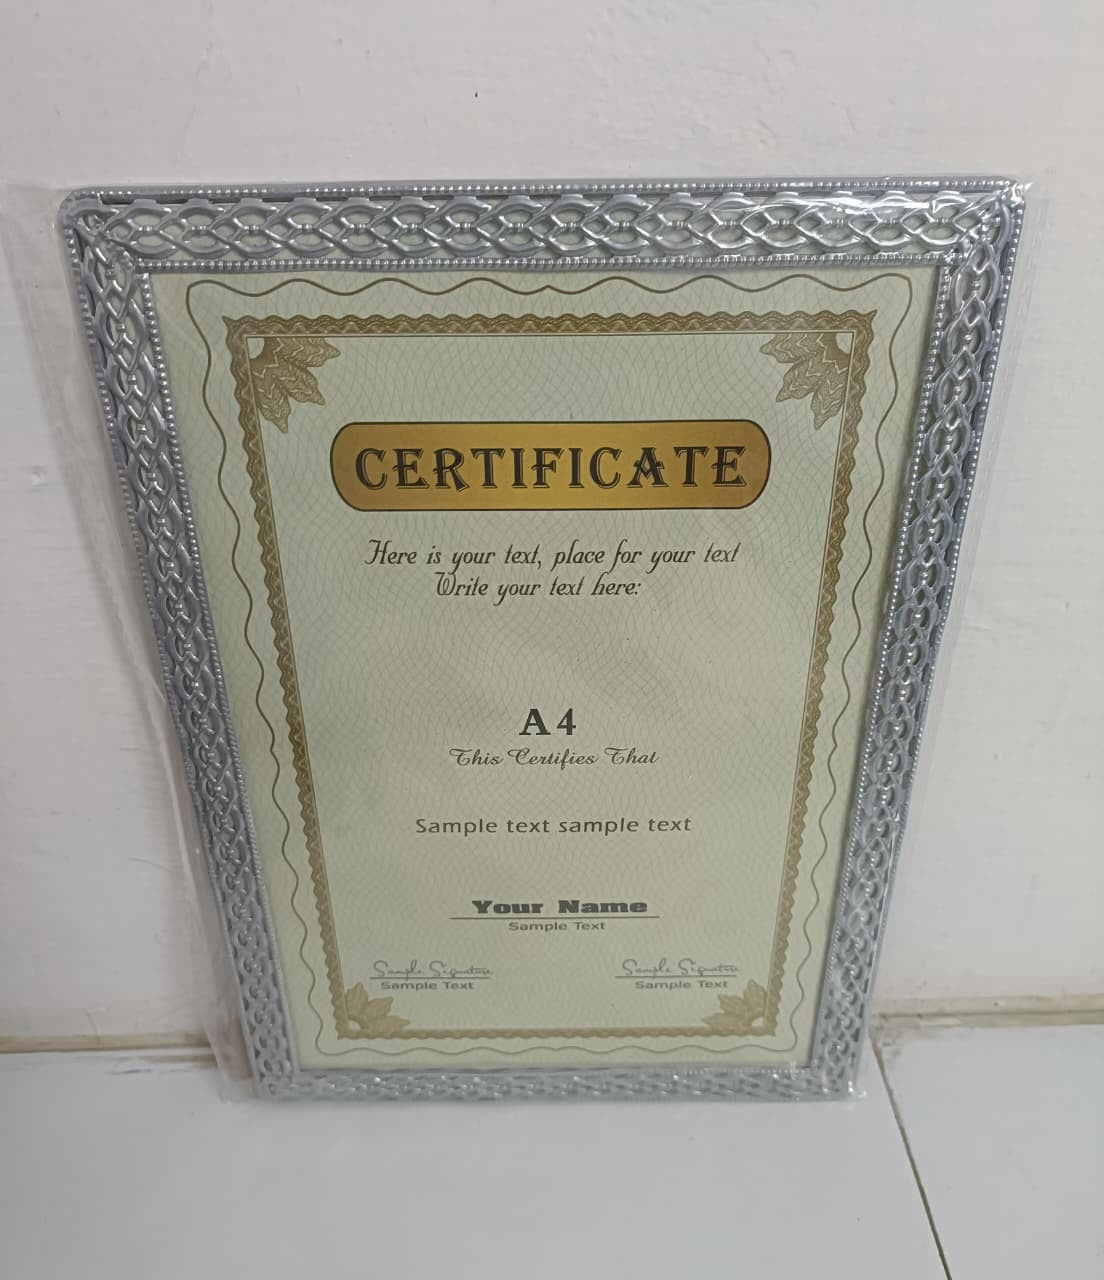 CERTIFICATE
Here is your text, place for your text
Write your text here:
A4
This Certifies That
Sample text sample text
Your Name
Sample Text
Sample Signature Sample Signature
Sample Text Sample Text